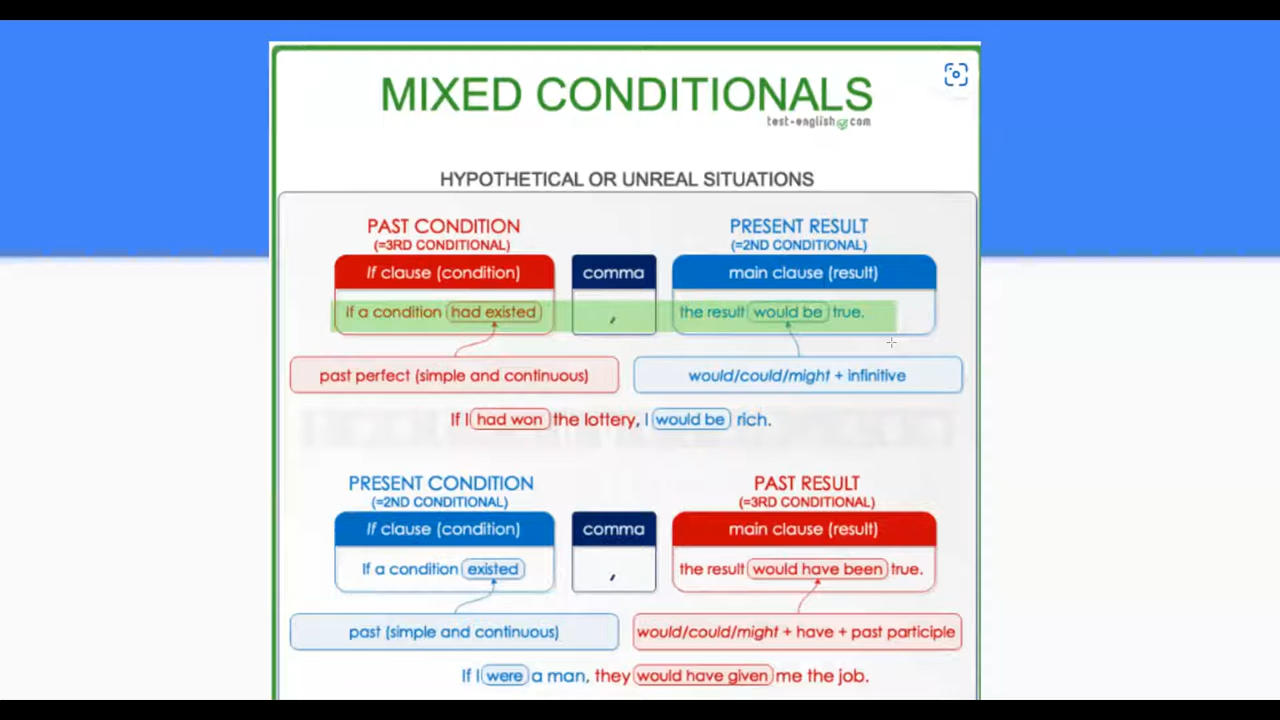 MIXED CONDITIONALS
test-english.com
HYPOTHETICAL OR UNREAL SITUATIONS
PAST CONDITION
(=3RD CONDITIONAL)
If clause (condition)
If a condition had existed
past perfect (simple and continuous)
comma
,
PRESENT RESULT
(=2ND CONDITIONAL)
main clause (result)
the result would be true.
would/could/might + infinitive
If I had won the lottery, I would be rich.
PRESENT CONDITION
(=2ND CONDITIONAL)
If clause (condition)
If a condition existed
past (simple and continuous)
comma
,
PAST RESULT
(=3RD CONDITIONAL)
main clause (result)
the result would have been true.
would/could/might + have + past participle
If I were a man, they would have given me the job.